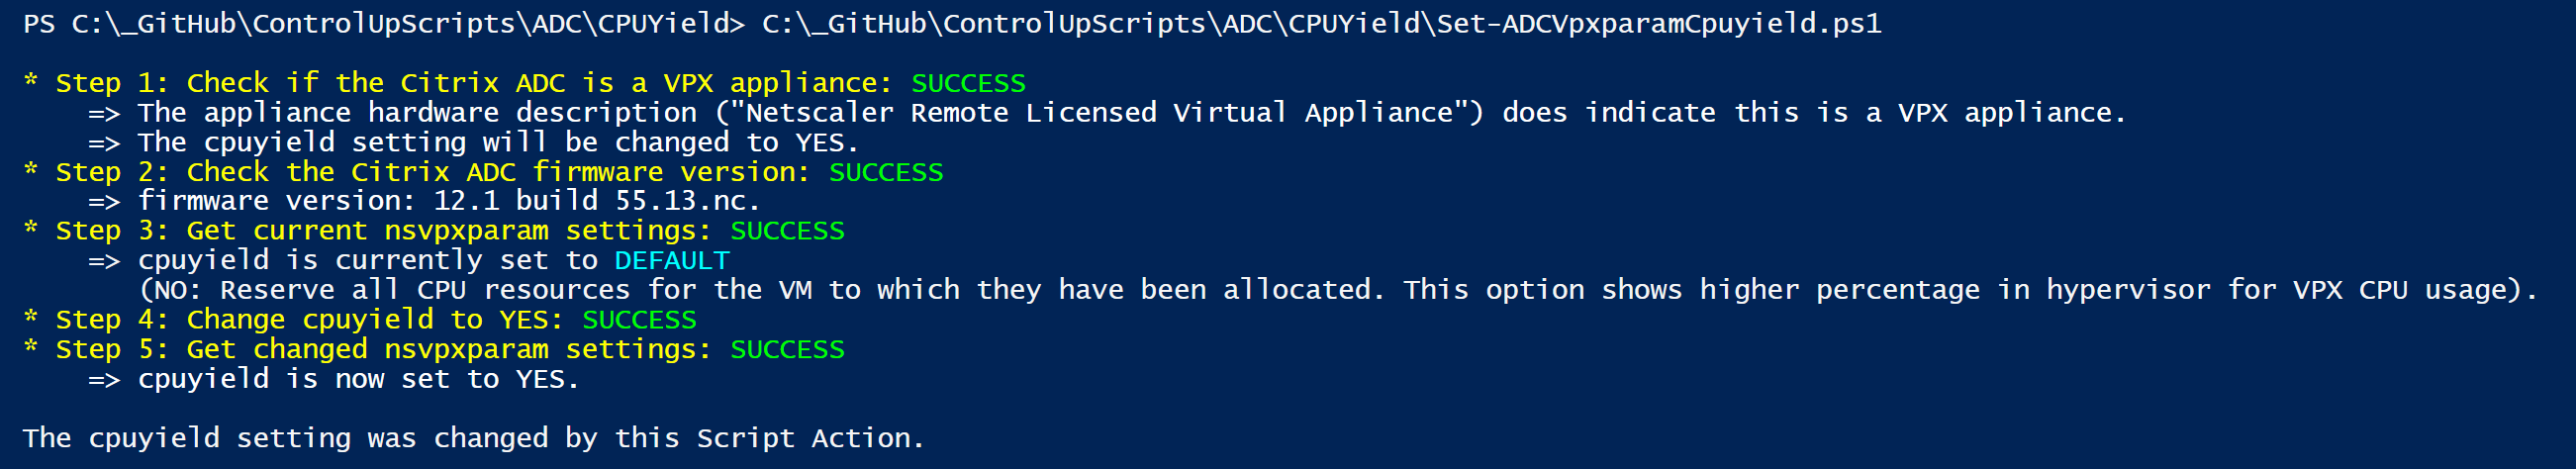 PS C:\_GitHub\ControlUpScripts\ADC\CPUYield> C:\_GitHub\ControlUpScripts\ADC\CPUYield\Set-ADCVpxparamCpuyield.ps1
* Step 1: Check if the Citrix ADC is a VPX appliance: SUCCESS
=> The appliance hardware description ("Netscaler Remote Licensed Virtual Appliance") does indicate this is a VPX appliance.
=> The cpuyield setting will be changed to YES.
* Step 2: Check the Citrix ADC firmware version: SUCCESS
=> firmware version: 12.1 build 55.13.nc.
* Step 3: Get current nsvpxparam settings: SUCCESS
=> cpuyield is currently set to DEFAULT
(NO: Reserve all CPU resources for the VM to which they have been allocated. This option shows higher percentage in hypervisor for VPX CPU usage).
* Step 4: Change cpuyield to YES: SUCCESS
* Step 5: Get changed nsvpxparam settings: SUCCESS
=> cpuyield is now set to YES.
The cpuyield setting was changed by this Script Action.